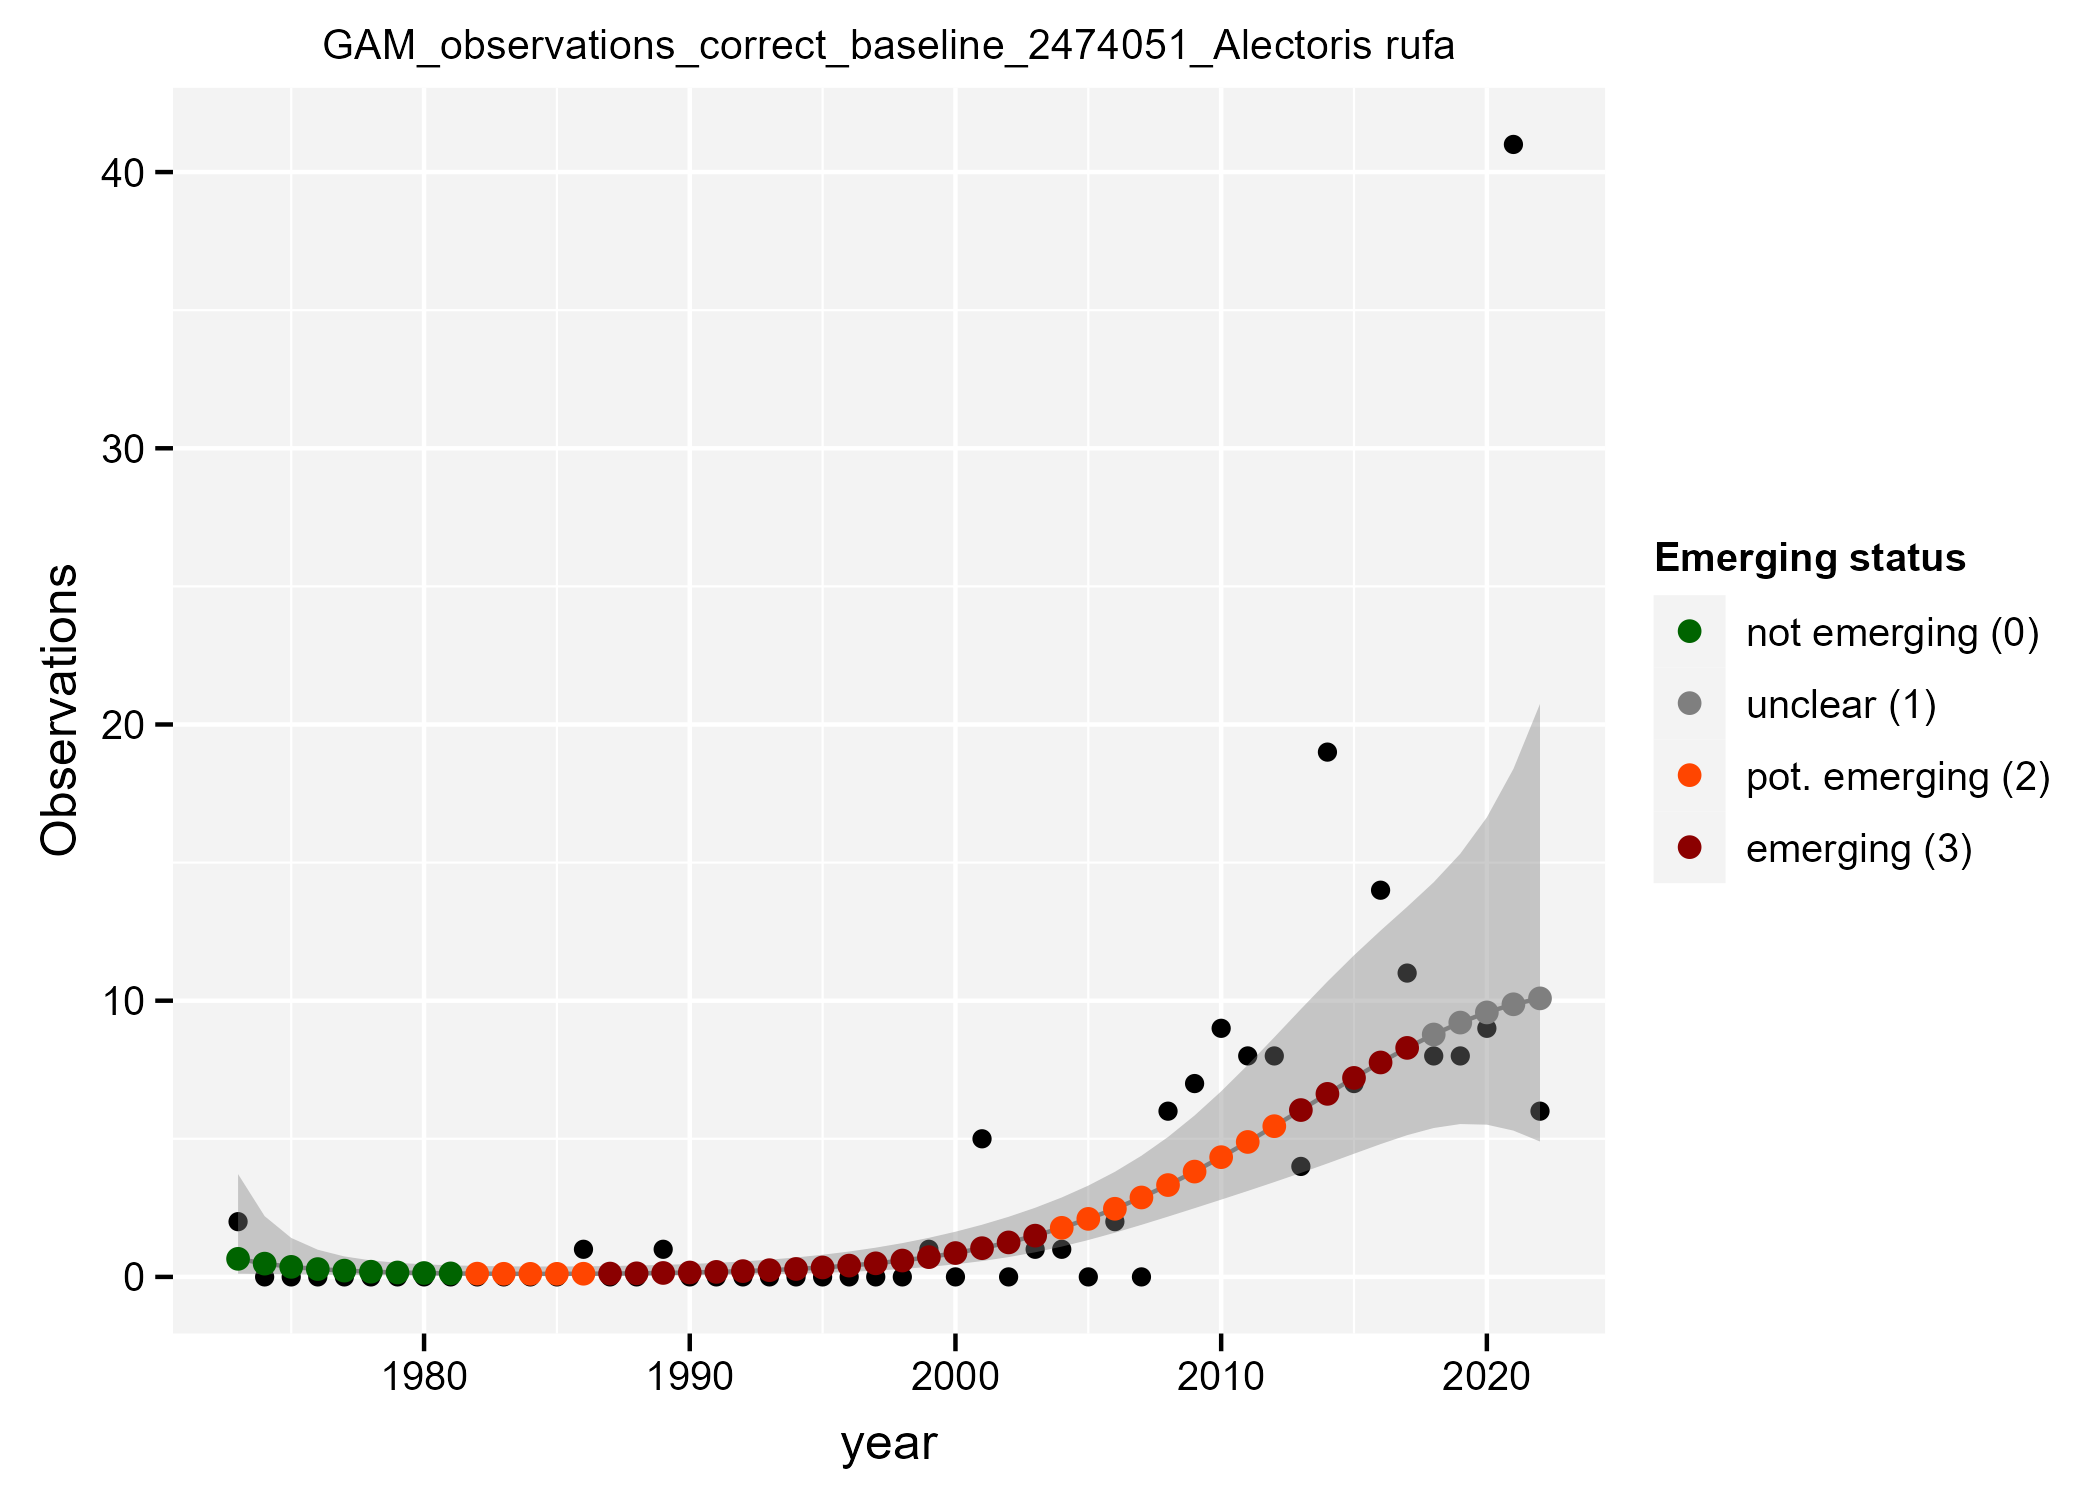 GAM_observations_correct_baseline_2474051_Alectoris rufa
Observations
40
30
20
10
0
1980 1990 2000 2010 2020
year
Emerging status
not emerging (0)
unclear (1)
pot. emerging (2)
emerging (3)